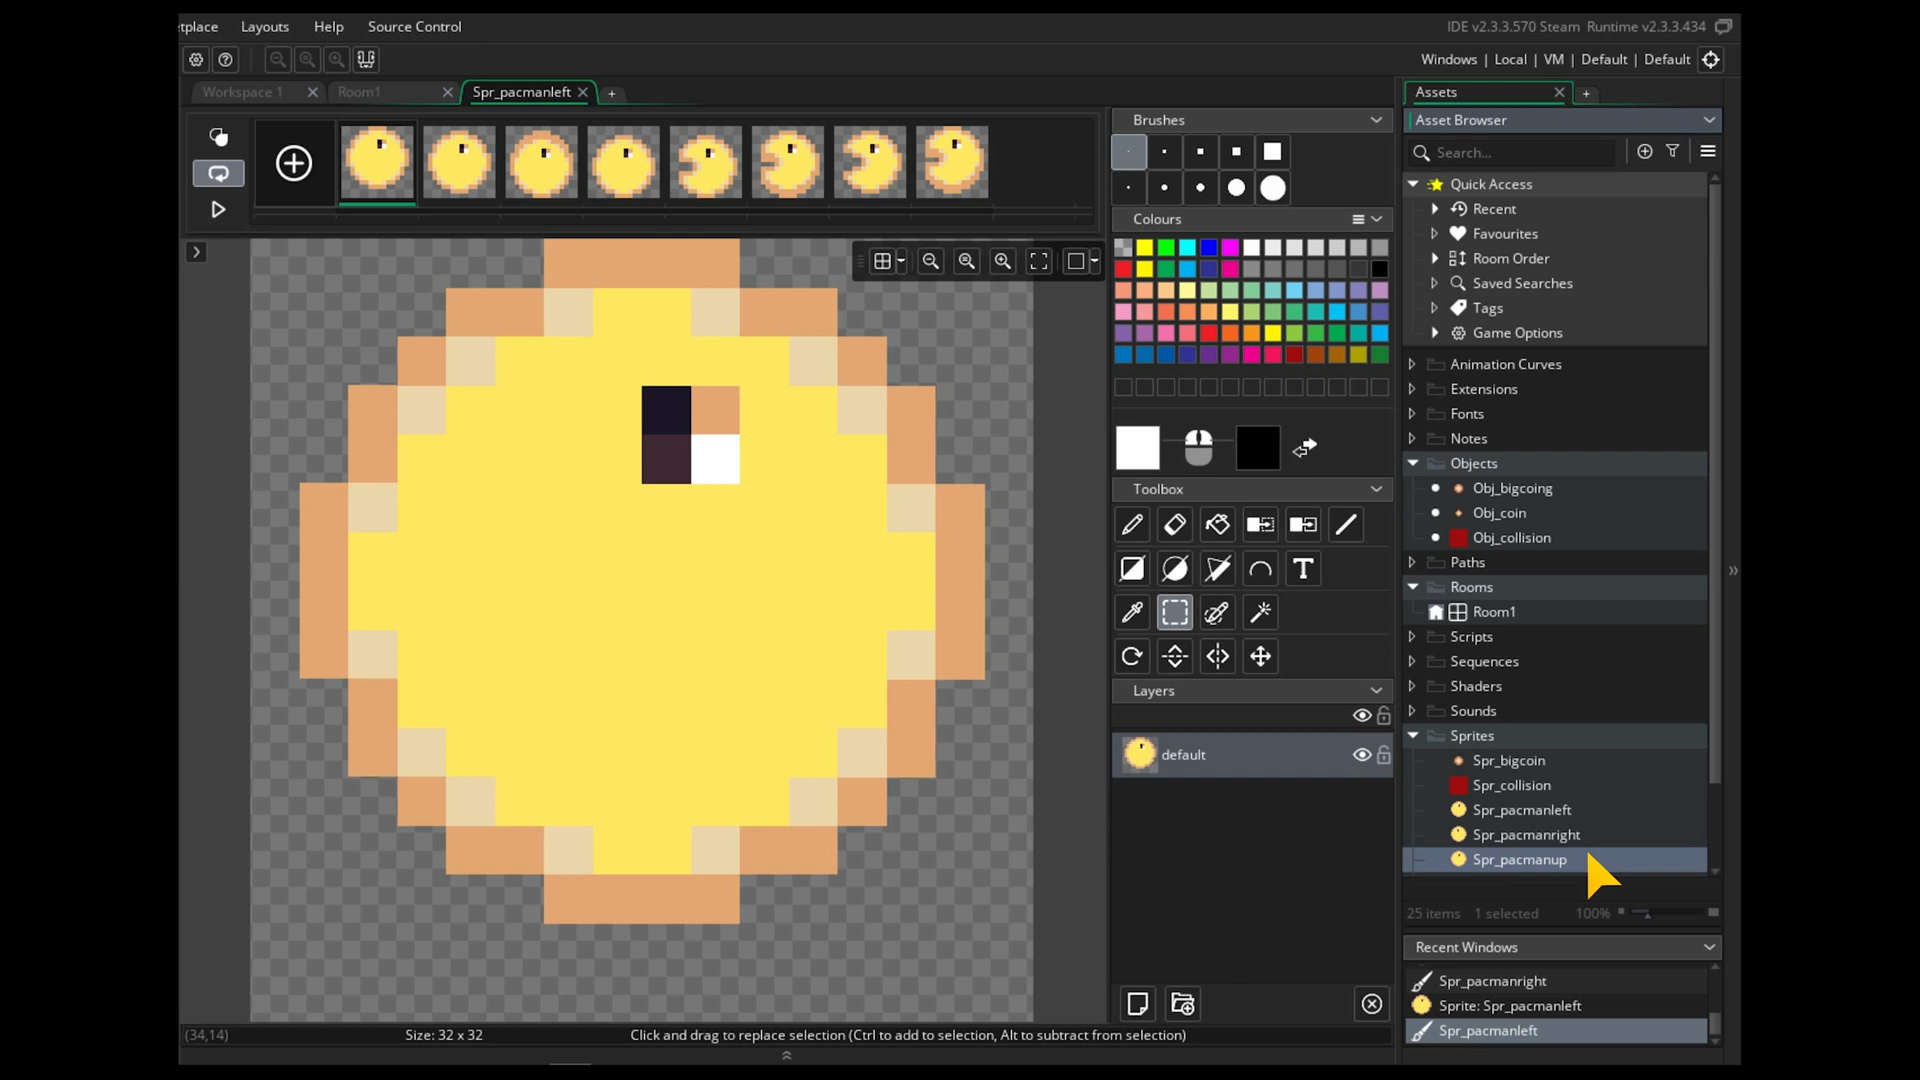 etplace Layouts Help Source Control IDE v2.3.3.570 Steam Runtime v2.3.3.434
Windows | Local | VM | Default | Default
Workspace 1 Room1 Spr_pacmanleft
Brushes
Colours
Toolbox
T
Layers
default
(34,14) Size: 32 x 32 Click and drag to replace selection (Ctrl to add to selection, Alt to subtract from selection)
Assets
Asset Browser
Search...
Quick Access
Recent
Favourites
Room Order
Saved Searches
Tags
Game Options
Animation Curves
Extensions
Fonts
Notes
Objects
Obj_bigcoing
Obj_coin
Obj_collision
Paths
Rooms
Room1
Scripts
Sequences
Shaders
Sounds
Sprites
Spr_bigcoin
Spr_collision
Spr_pacmanleft
Spr_pacmanright
Spr_pacmanup
25 items 1 selected 100%
Recent Windows
Spr_pacmanright
Sprite: Spr_pacmanleft
Spr_pacmanleft